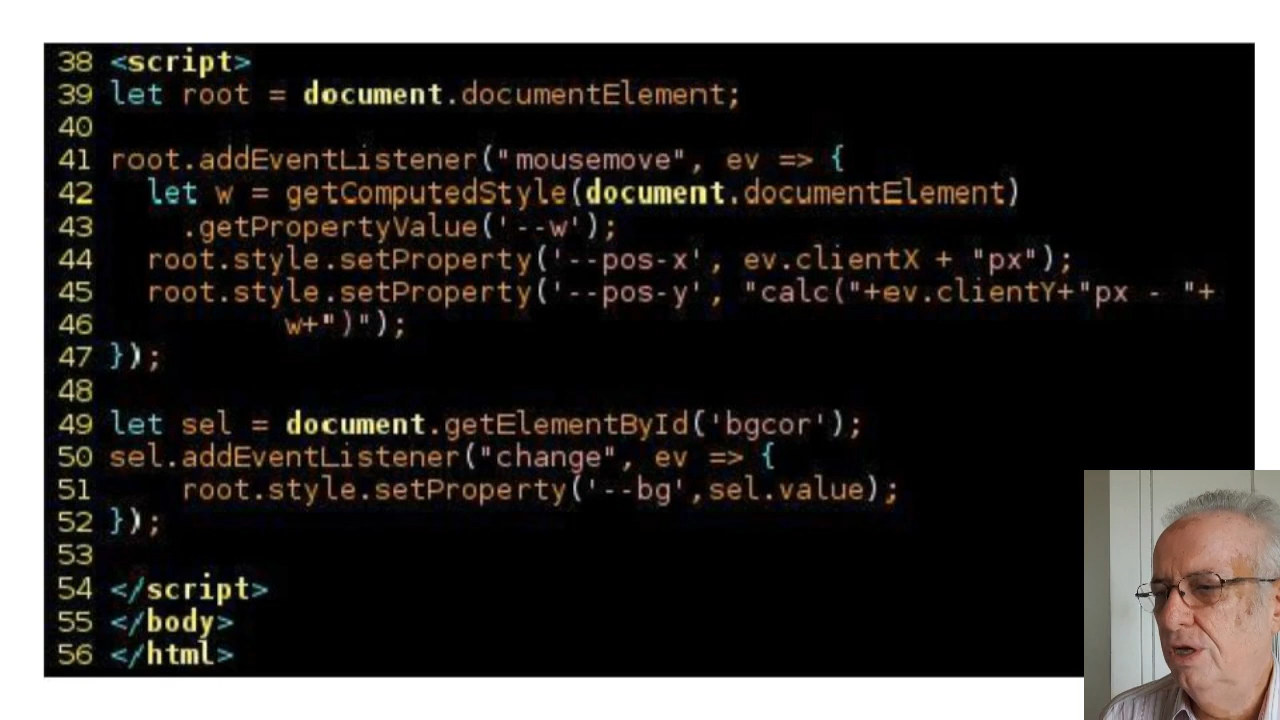 38 <script>
39 let root = document.documentElement;
40
41 root.addEventListener("mousemove", ev => {
42   let w = getComputedStyle(document.documentElement)
43     .getPropertyValue('--w');
44   root.style.setProperty('--pos-x', ev.clientX + "px");
45   root.style.setProperty('--pos-y', "calc("+ev.clientY+"px - "+
46           w+")");
47 });
48
49 let sel = document.getElementById('bgcor');
50 sel.addEventListener("change", ev => {
51     root.style.setProperty('--bg',sel.value);
52 });
53
54 </script>
55 </body>
56 </html>